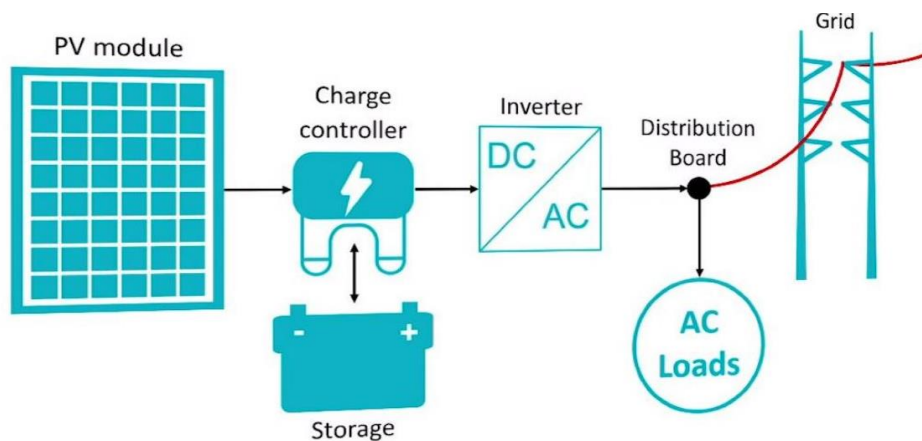 PV module
Charge
controller
Inverter
DC
AC
Distribution
Board
Grid
- +
Storage
AC
Loads